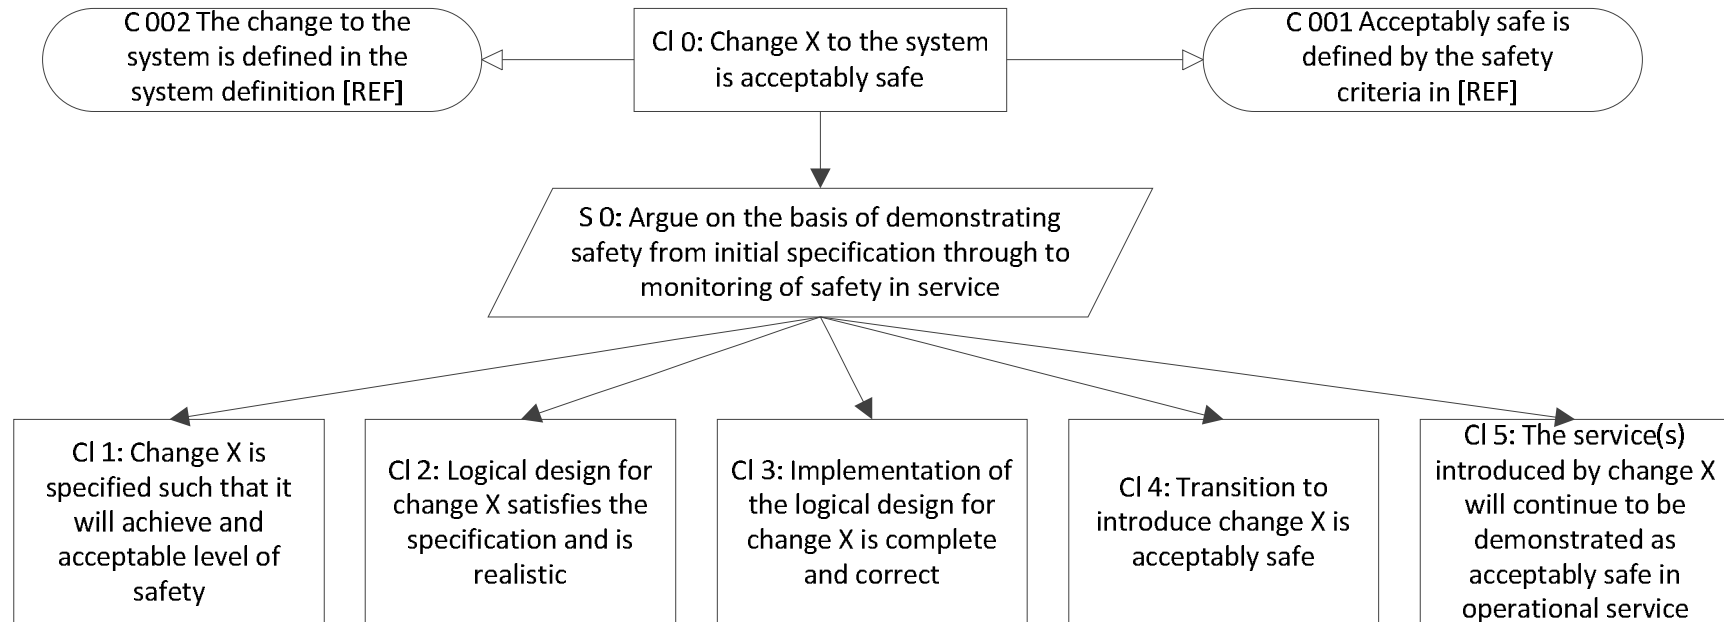 C 002 The change to the
system is defined in the
system definition [REF]
Cl 0: Change X to the system
is acceptably safe
C 001 Acceptably safe is
defined by the safety
criteria in [REF]
S 0: Argue on the basis of demonstrating
safety from initial specification through to
monitoring of safety in service
Cl 1: Change X is
specified such that it
will achieve and
acceptable level of
safety
Cl 2: Logical design for
change X satisfies the
specification and is
realistic
Cl 3: Implementation of
the logical design for
change X is complete
and correct
Cl 4: Transition to
introduce change X is
acceptably safe
Cl 5: The service(s)
introduced by change X
will continue to be
demonstrated as
acceptably safe in
operational service